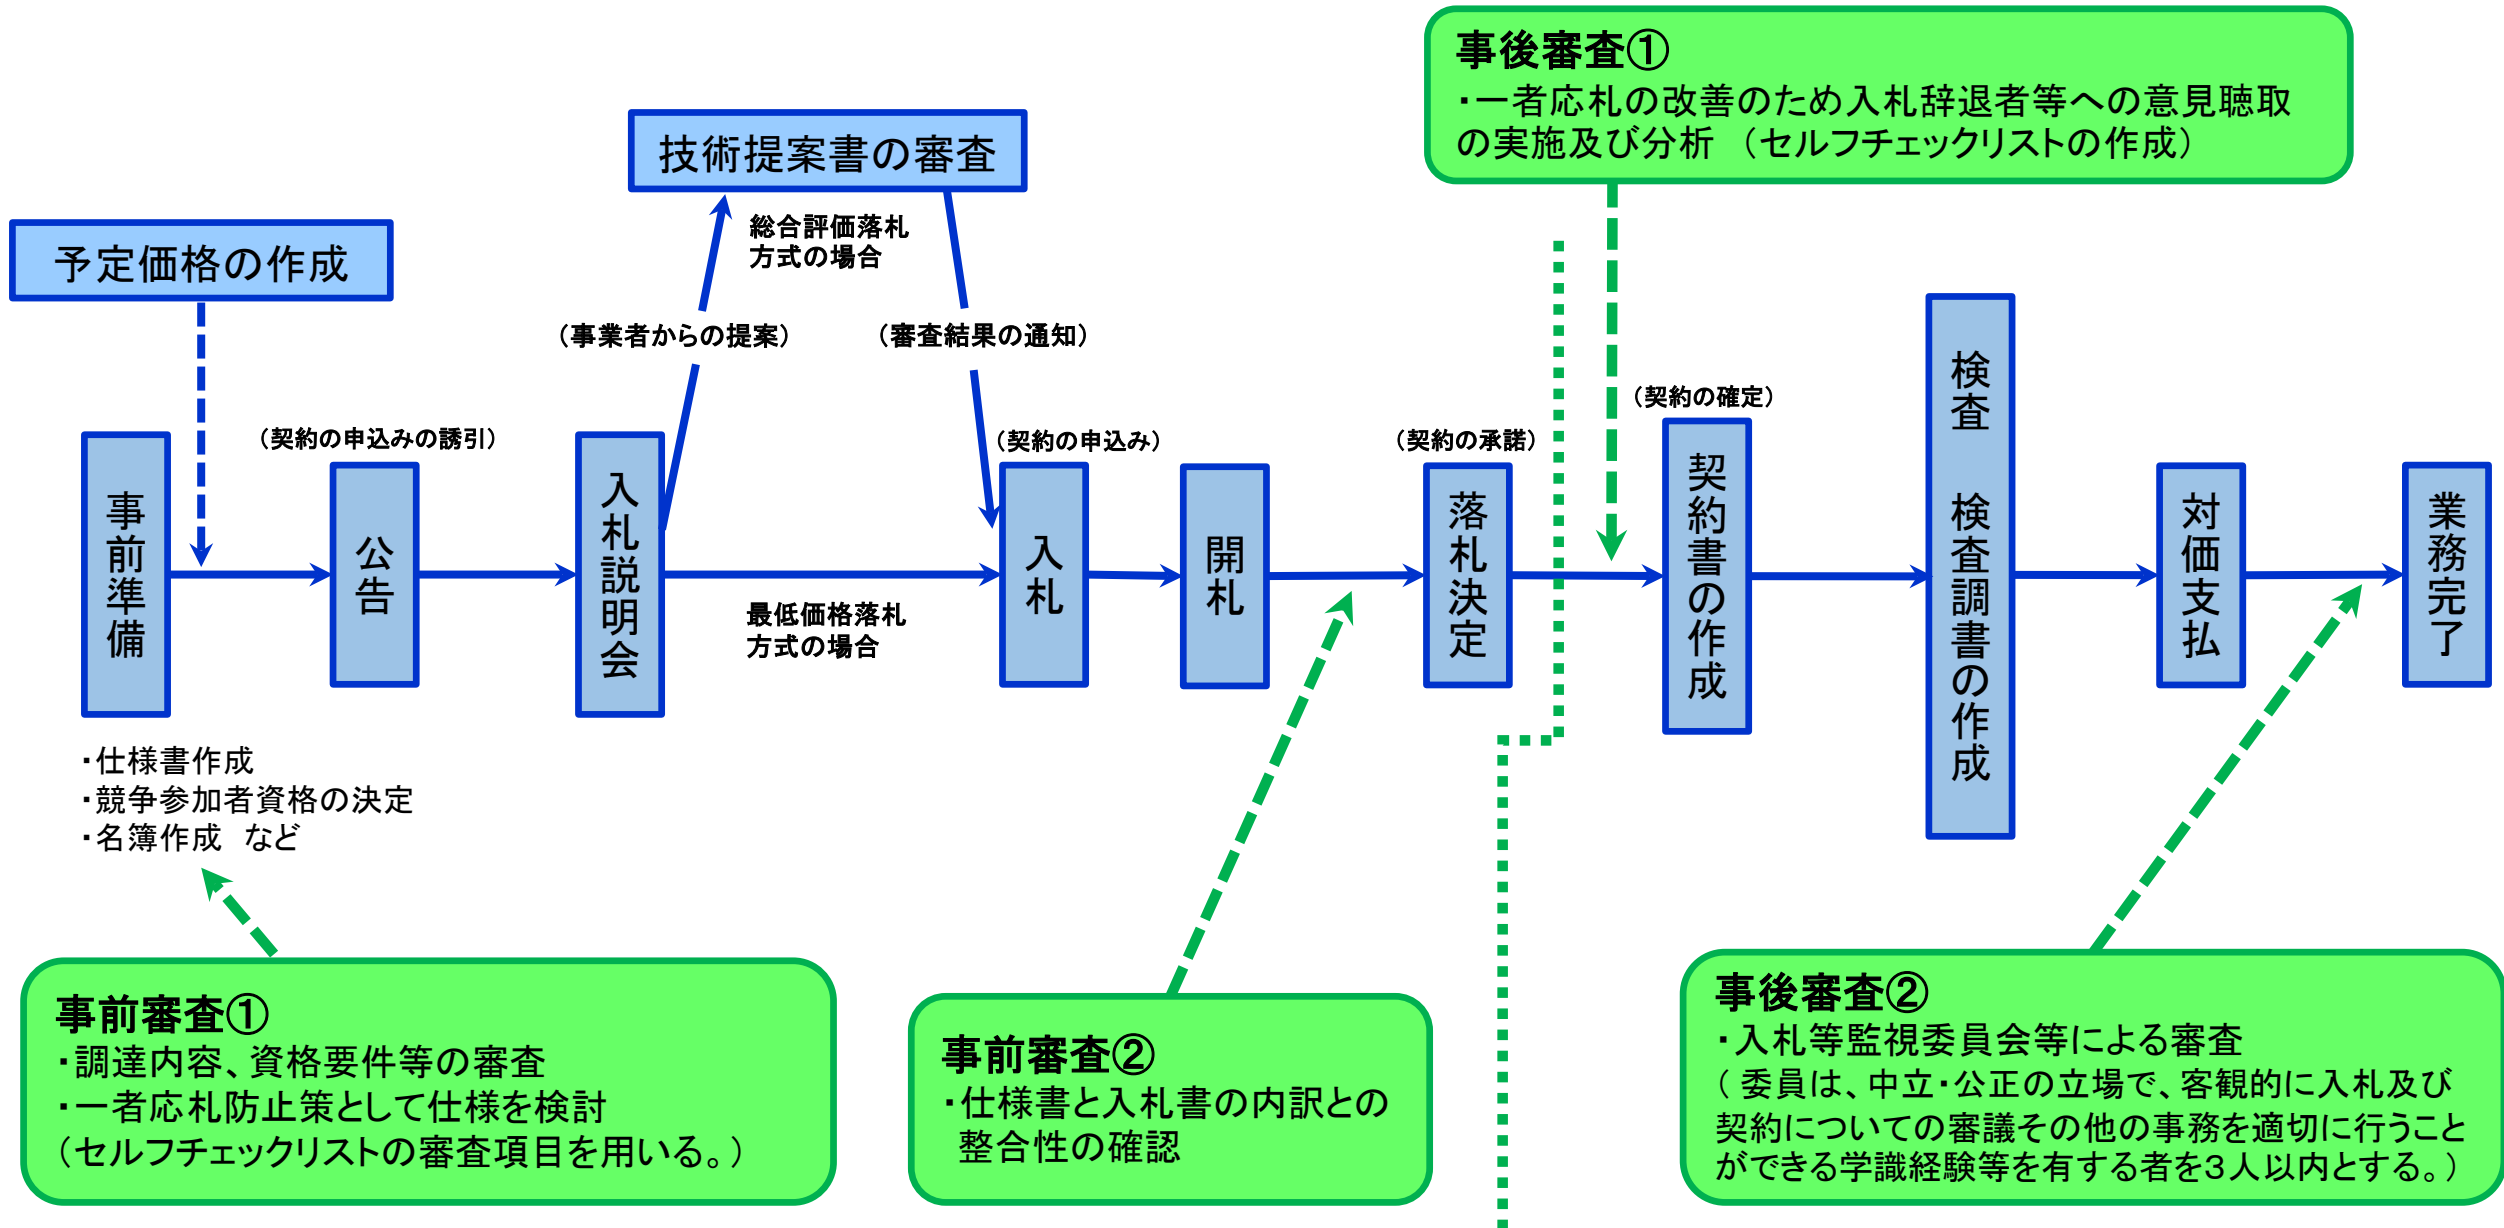 事後審査①
・一者応札の改善のため入札辞退者等への意見聴取
の実施及び分析　（セルフチェックリストの作成）
技術提案書の審査
総合評価落札
方式の場合
予定価格の作成
（事業者からの提案）
（審査結果の通知）
（契約の申込みの誘引）
（契約の申込み）
（契約の承諾）
（契約の確定）
事前準備
公告
入札説明会
入札
開札
落札決定
契約書の作成
検査　検査調書の作成
対価支払
業務完了
最低価格落札
方式の場合
・仕様書作成
・競争参加者資格の決定
・名簿作成　など
事前審査①
・調達内容、資格要件等の審査
・一者応札防止策として仕様を検討
（セルフチェックリストの審査項目を用いる。）
事前審査②
・仕様書と入札書の内訳との
整合性の確認
事後審査②
・入札等監視委員会等による審査
（ 委員は、中立・公正の立場で、客観的に入札及び
契約についての審議その他の事務を適切に行うこと
ができる学識経験等を有する者を３人以内とする。）